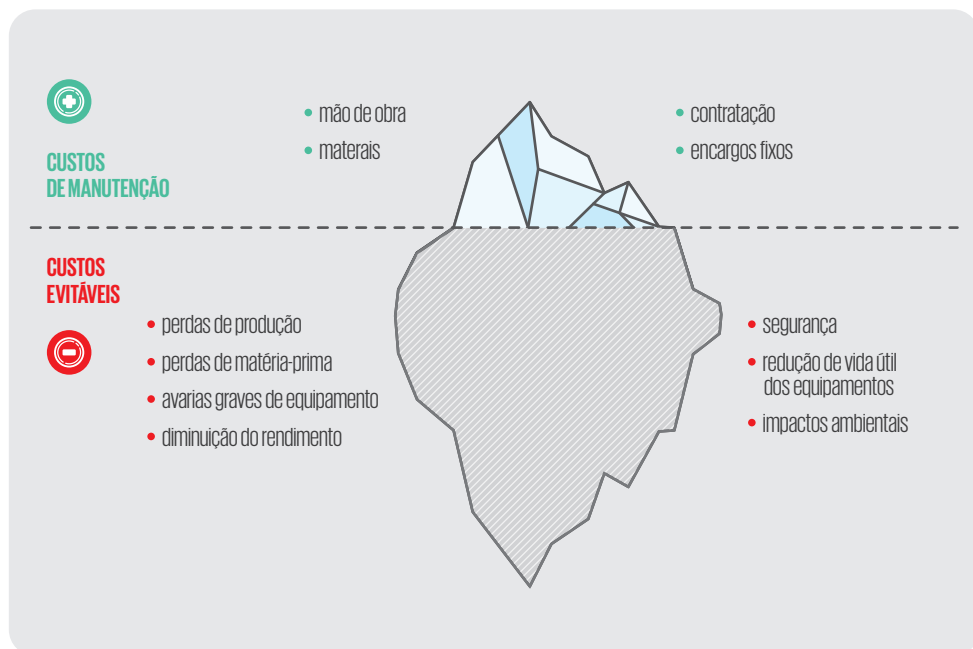 CUSTOS
DE MANUTENÇÃO
mão de obra
materais
contratação
encargos fixos
CUSTOS
EVITÁVEIS
perdas de produção
perdas de matéria-prima
avarias graves de equipamento
diminuição do rendimento
segurança
redução de vida útil
dos equipamentos
impactos ambientais